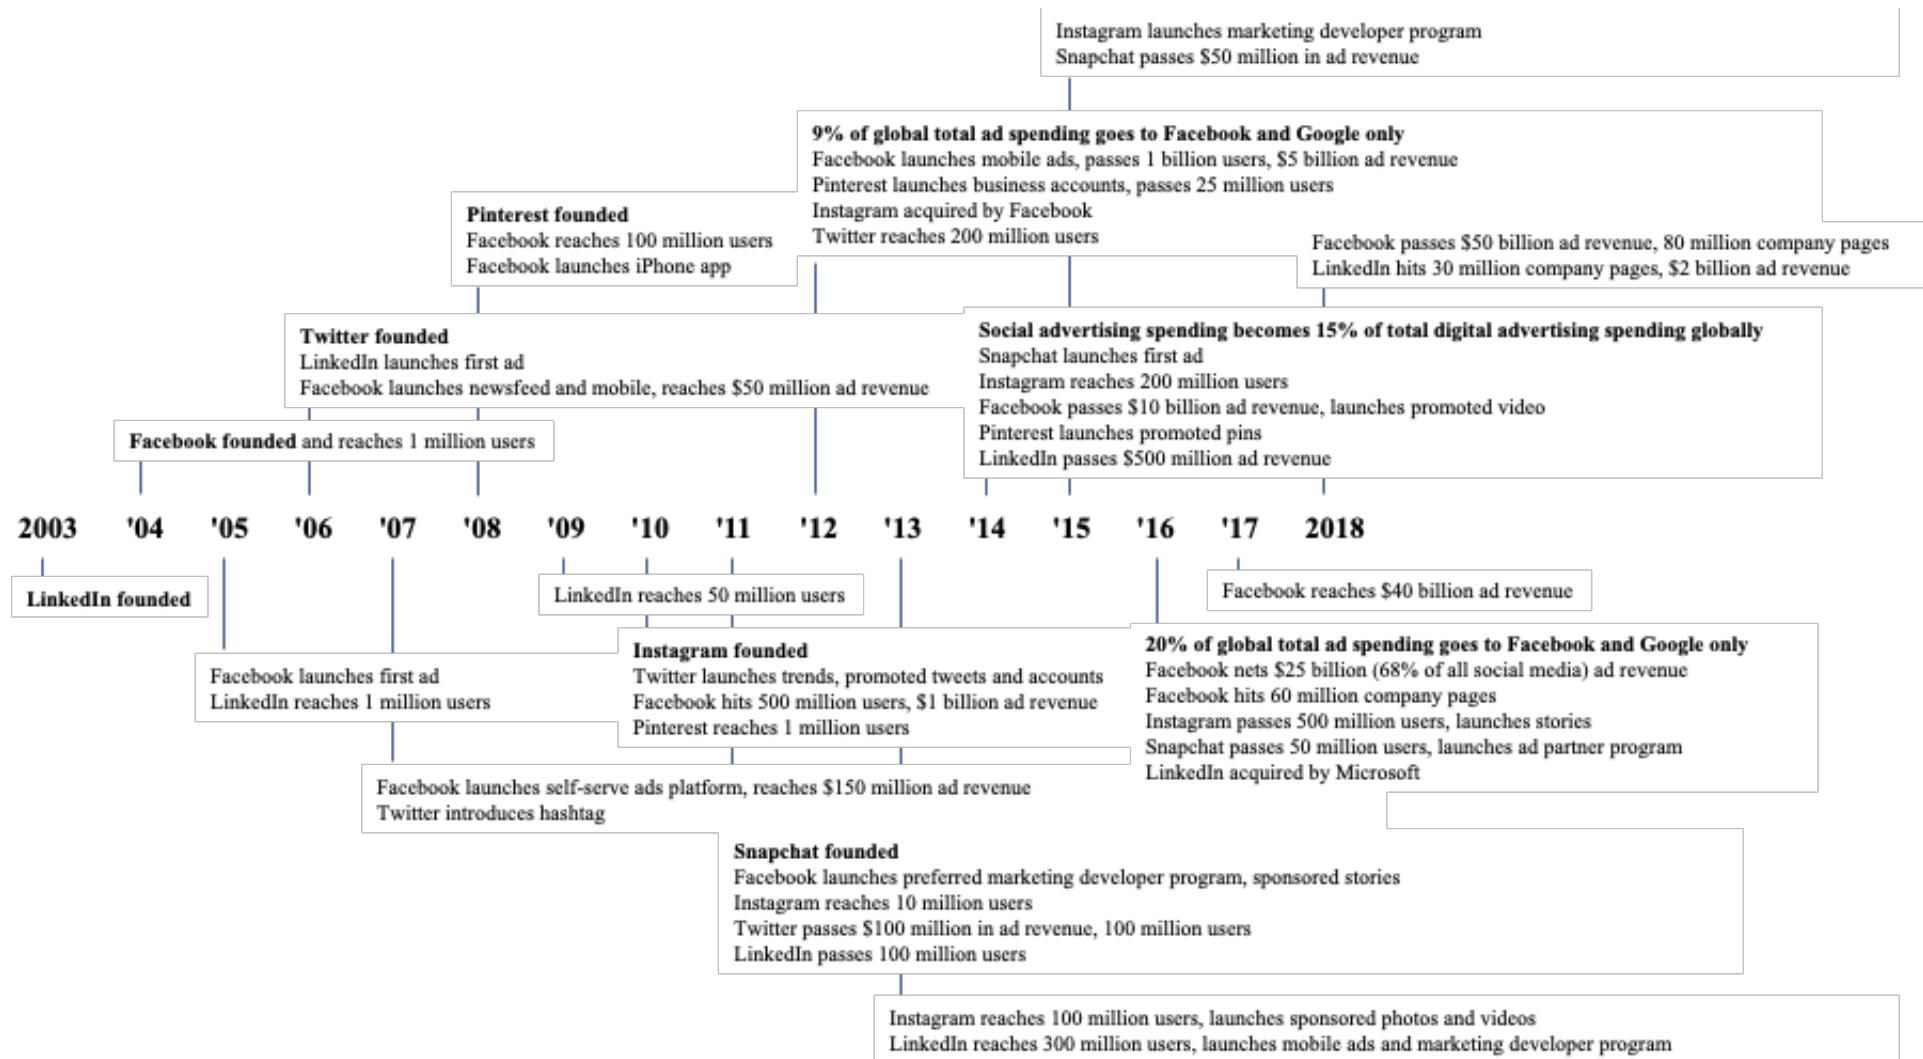 Instagram launches marketing developer program
Snapchat passes $50 million in ad revenue
9% of global total ad spending goes to Facebook and Google only
Facebook launches mobile ads, passes 1 billion users, $5 billion ad revenue
Pinterest launches business accounts, passes 25 million users
Instagram acquired by Facebook
Twitter reaches 200 million users
Pinterest founded
Facebook reaches 100 million users
Facebook launches iPhone app
Facebook passes $50 billion ad revenue, 80 million company pages
LinkedIn hits 30 million company pages, $2 billion ad revenue
Twitter founded
LinkedIn launches first ad
Facebook launches newsfeed and mobile, reaches $50 million ad revenue
Social advertising spending becomes 15% of total digital advertising spending globally
Snapchat launches first ad
Instagram reaches 200 million users
Facebook passes $10 billion ad revenue, launches promoted video
Pinterest launches promoted pins
LinkedIn passes $500 million ad revenue
Facebook founded and reaches 1 million users
2003 '04 '05 '06 '07 '08 '09 '10 '11 '12 '13 '14 '15 '16 '17 2018
LinkedIn founded
LinkedIn reaches 50 million users
Facebook reaches $40 billion ad revenue
Facebook launches first ad
LinkedIn reaches 1 million users
Instagram founded
Twitter launches trends, promoted tweets and accounts
Facebook hits 500 million users, $1 billion ad revenue
Pinterest reaches 1 million users
20% of global total ad spending goes to Facebook and Google only
Facebook nets $25 billion (68% of all social media) ad revenue
Facebook hits 60 million company pages
Instagram passes 500 million users, launches stories
Snapchat passes 50 million users, launches ad partner program
LinkedIn acquired by Microsoft
Facebook launches self-serve ads platform, reaches $150 million ad revenue
Twitter introduces hashtag
Snapchat founded
Facebook launches preferred marketing developer program, sponsored stories
Instagram reaches 10 million users
Twitter passes $100 million in ad revenue, 100 million users
LinkedIn passes 100 million users
Instagram reaches 100 million users, launches sponsored photos and videos
LinkedIn reaches 300 million users, launches mobile ads and marketing developer program